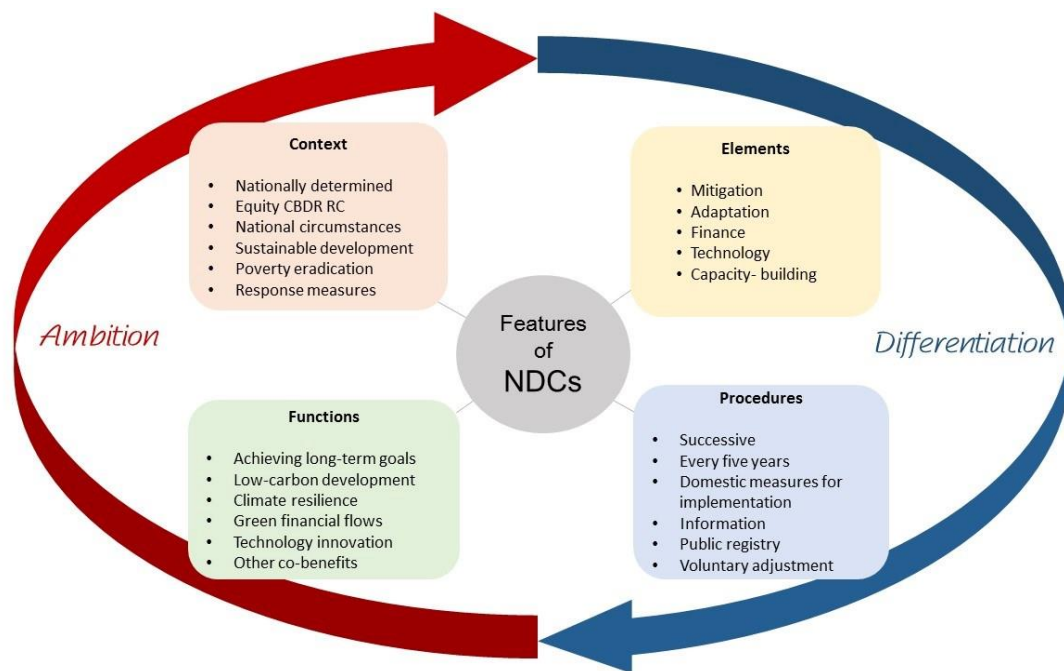 Context
• Nationally determined
• Equity CBDR RC
• National circumstances
• Sustainable development
• Poverty eradication
• Response measures
Elements
• Mitigation
• Adaptation
• Finance
• Technology
• Capacity- building
Ambition
Features
of
NDCs
Differentiation
Functions
• Achieving long-term goals
• Low-carbon development
• Climate resilience
• Green financial flows
• Technology innovation
• Other co-benefits
Procedures
• Successive
• Every five years
• Domestic measures for
implementation
• Information
• Public registry
• Voluntary adjustment